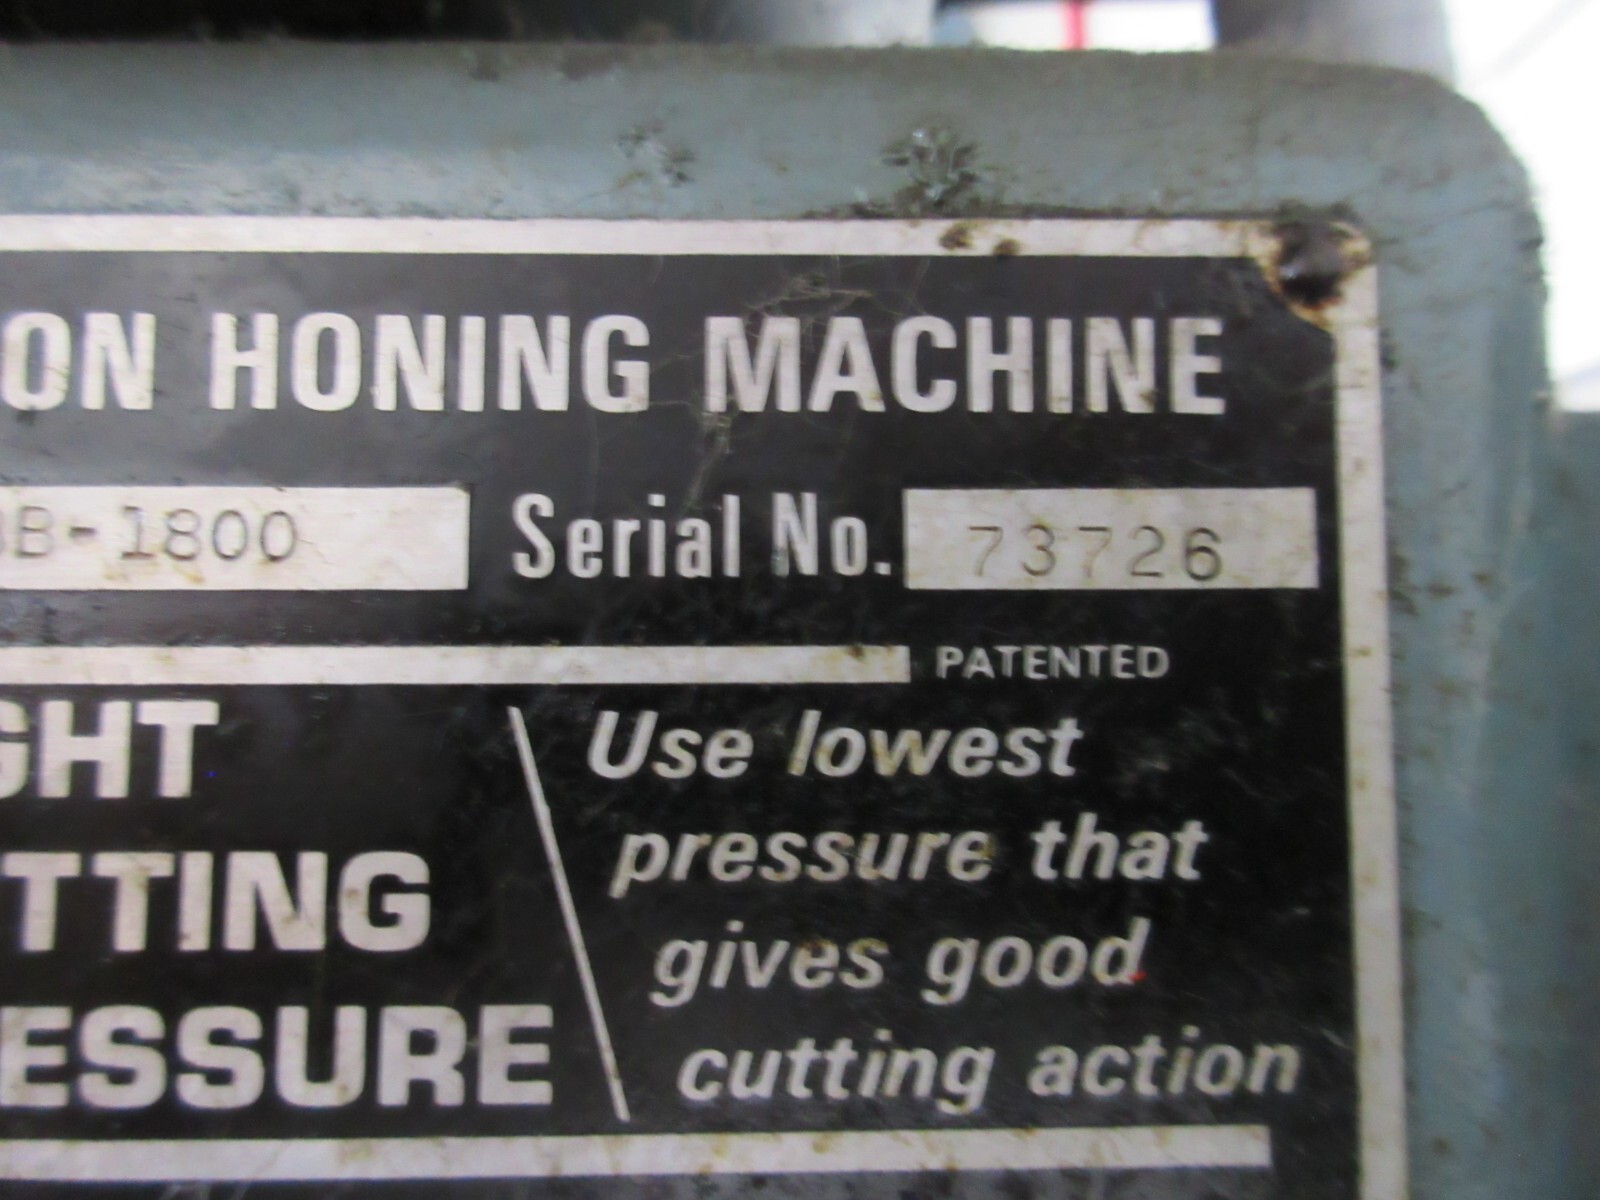 ON HONING MACHINE
BB-1800 Serial No. 73726
PATENTED
GHT
TTING
ESSURE
Use lowest
pressure that
gives good
cutting action